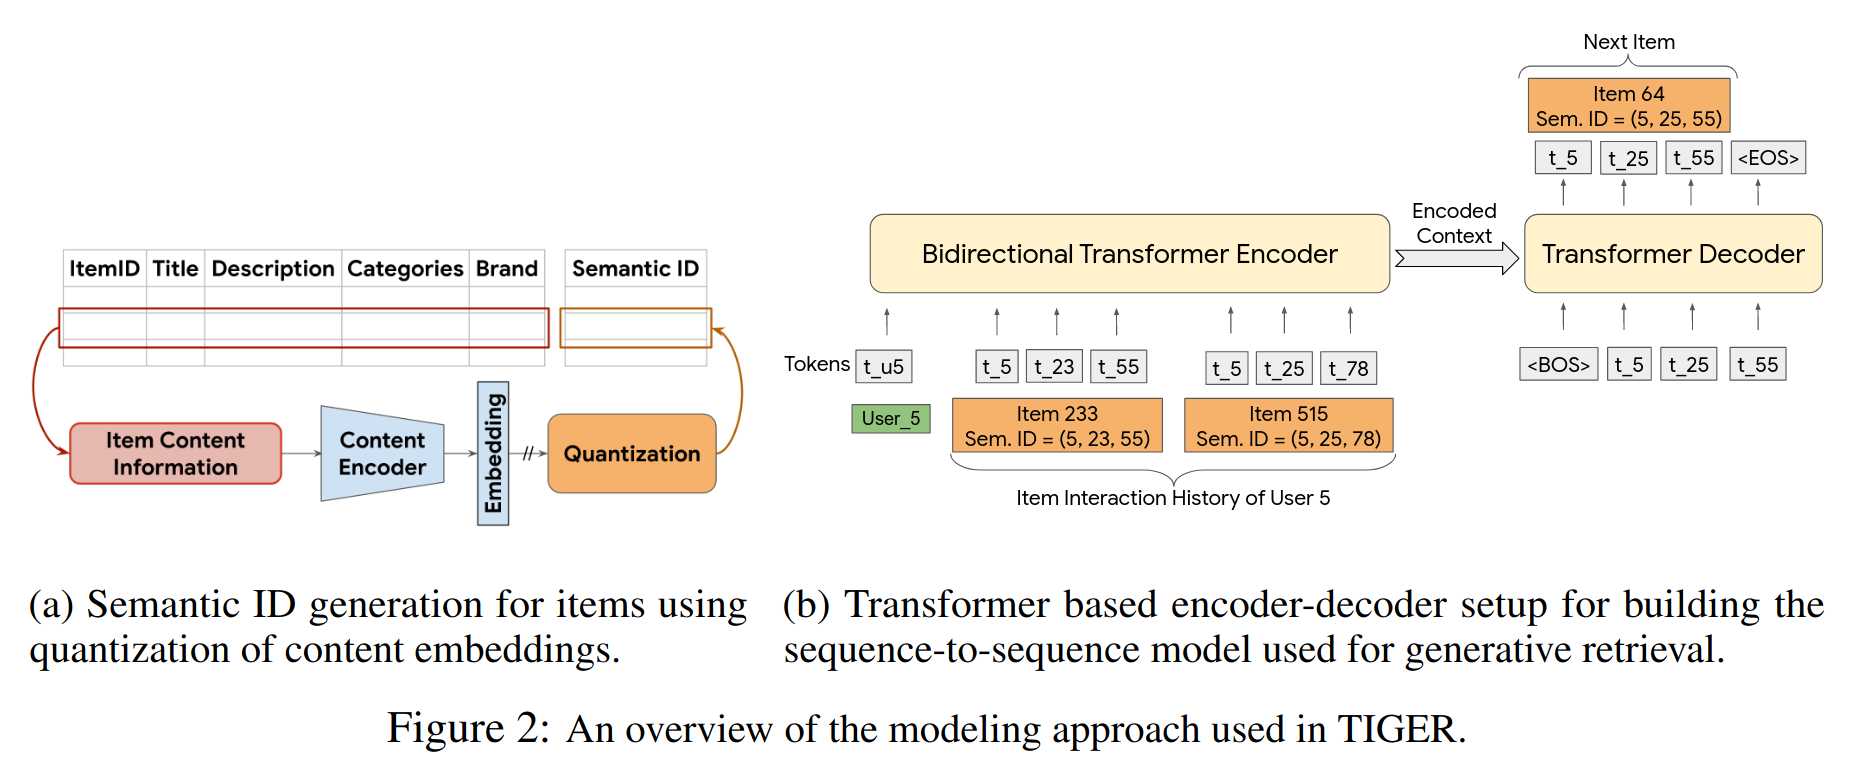 ItemID Title Description Categories Brand Semantic ID
Item Content
Information
Content
Encoder
Embedding
//
Quantization
(a) Semantic ID generation for items using
quantization of content embeddings.
Next Item
Item 64
Sem. ID = (5, 25, 55)
t_5 t_25 t_55 <EOS>
Bidirectional Transformer Encoder
Encoded
Context
Transformer Decoder
Tokens t_u5 t_5 t_23 t_55 t_5 t_25 t_78
<BOS> t_5 t_25 t_55
User_5
Item 233
Sem. ID = (5, 23, 55)
Item 515
Sem. ID = (5, 25, 78)
Item Interaction History of User 5
(b) Transformer based encoder-decoder setup for building the
sequence-to-sequence model used for generative retrieval.
Figure 2: An overview of the modeling approach used in TIGER.